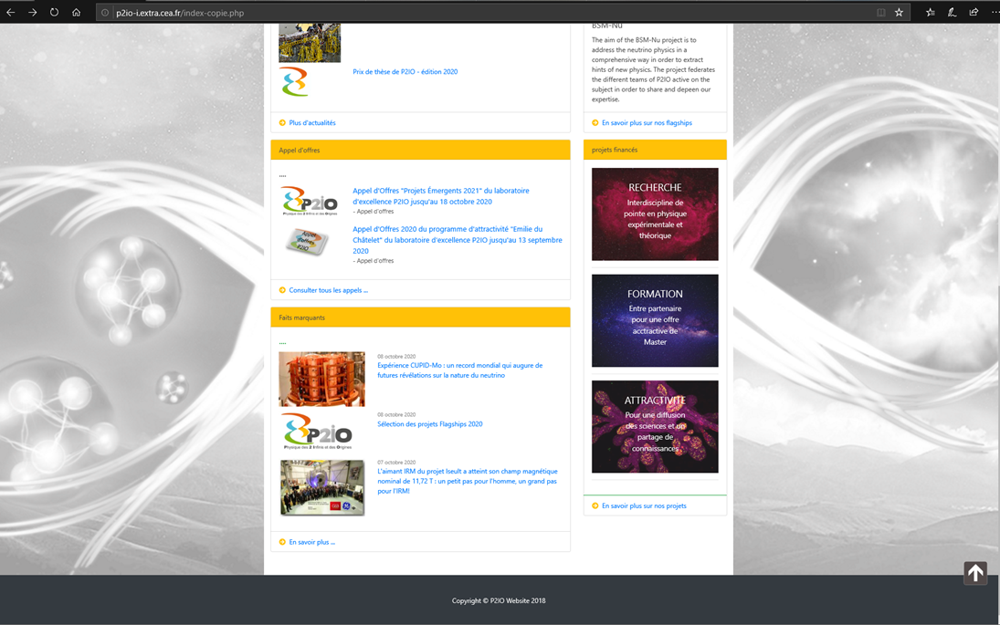 p2io-i.extra.cea.fr/index-copie.php
Prix de thèse de P2IO - édition 2020
Plus d'actualités
Appel d'offres
....
P2IO
Physique des 2 Infinis et des Origines
Appel d'Offres "Projets Émergents 2021" du laboratoire
d'excellence P2IO jusqu'au 18 octobre 2020
- Appel d'offres
Appel
d'offres
P2IO
Appel d'Offres 2020 du programme d'attractivité "Emilie du
Châtelet" du laboratoire d'excellence P2IO jusqu'au 13 septembre
2020
- Appel d'offres
Consulter tous les appels ...
Faits marquants
....
08 octobre 2020
Expérience CUPID-Mo : un record mondial qui augure de
futures révélations sur la nature du neutrino
P2IO
Physique des 2 Infinis et des Origines
08 octobre 2020
Sélection des projets Flagships 2020
07 octobre 2020
L'aimant IRM du projet Iseult a atteint son champ magnétique
nominal de 11,72 T : un petit pas pour l'homme, un grand pas
pour l'IRM!
En savoir plus ...
BSM-Nu
The aim of the BSM-Nu project is to
address the neutrino physics in a
comprehensive way in order to extract
hints of new physics. The project federates
the different teams of P2IO active on the
subject in order to share and depeen our
expertise.
En savoir plus sur nos flagships
projets financés
RECHERCHE
Interdiscipline de
pointe en physique
expérimentale et
théorique
FORMATION
Entre partenaire
pour une offre
acctractive de
Master
ATTRACTIVITE
Pour une diffusion
des sciences et un
partage de
connaissances
En savoir plus sur nos projets
Copyright © P2IO Website 2018